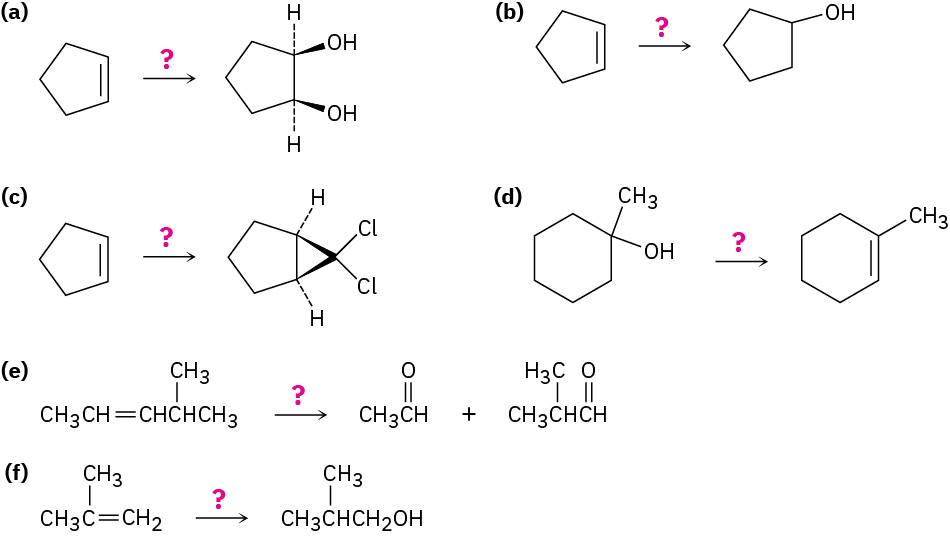 (a)
H
OH
?
OH
H
(b)
OH
?
(c)
H
Cl
?
Cl
H
(d)
CH3
OH
?
CH3
(e)
CH3 O H3C O
?
CH3CH=CHCHCH3 CH3CH + CH3CHCH
(f)
CH3 CH3
?
CH3C=CH2 CH3CHCH2OH